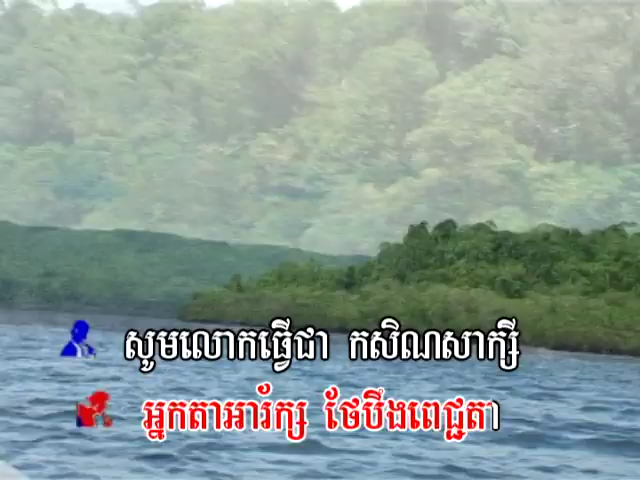 សូមលោកធ្វើជា កសិណសាក្សី
អ្នកតាអារ័ក្ស ថែបឹងពេជ្ជតា